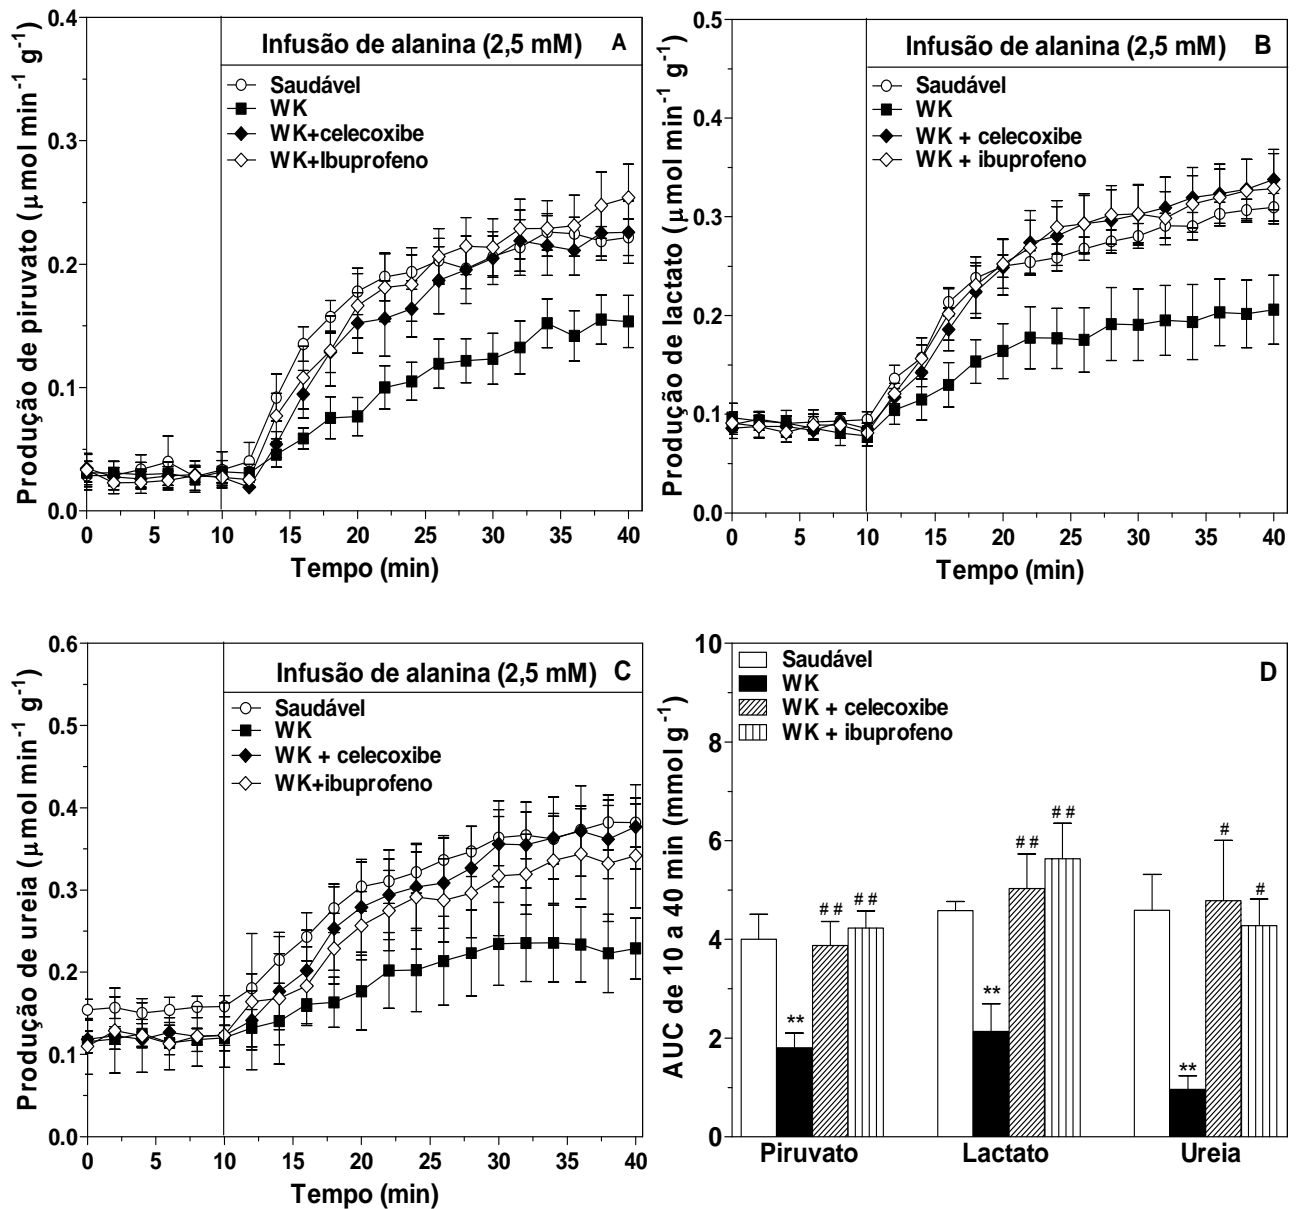 Produção de piruvato (μmol min⁻¹ g⁻¹)
0.4
0.3
0.2
0.1
0.0
Infusão de alanina (2,5 mM) A
Saudável
WK
WK+celecoxibe
WK+Ibuprofeno
0 5 10 15 20 25 30 35 40
Tempo (min)
Produção de lactato (μmol min⁻¹ g⁻¹)
0.5
0.4
0.3
0.2
0.1
0.0
Infusão de alanina (2,5 mM) B
Saudável
WK
WK + celecoxibe
WK + ibuprofeno
0 5 10 15 20 25 30 35 40
Tempo (min)
Produção de ureia (μmol min⁻¹ g⁻¹)
0.6
0.5
0.4
0.3
0.2
0.1
0.0
Infusão de alanina (2,5 mM) C
Saudável
WK
WK + celecoxibe
WK+ibuprofeno
0 5 10 15 20 25 30 35 40
Tempo (min)
AUC de 10 a 40 min (mmol g⁻¹)
10
8
6
4
2
0
D
Saudável
WK
WK + celecoxibe
WK + ibuprofeno
** ## ##
** ## ##
** # #
Piruvato Lactato Ureia